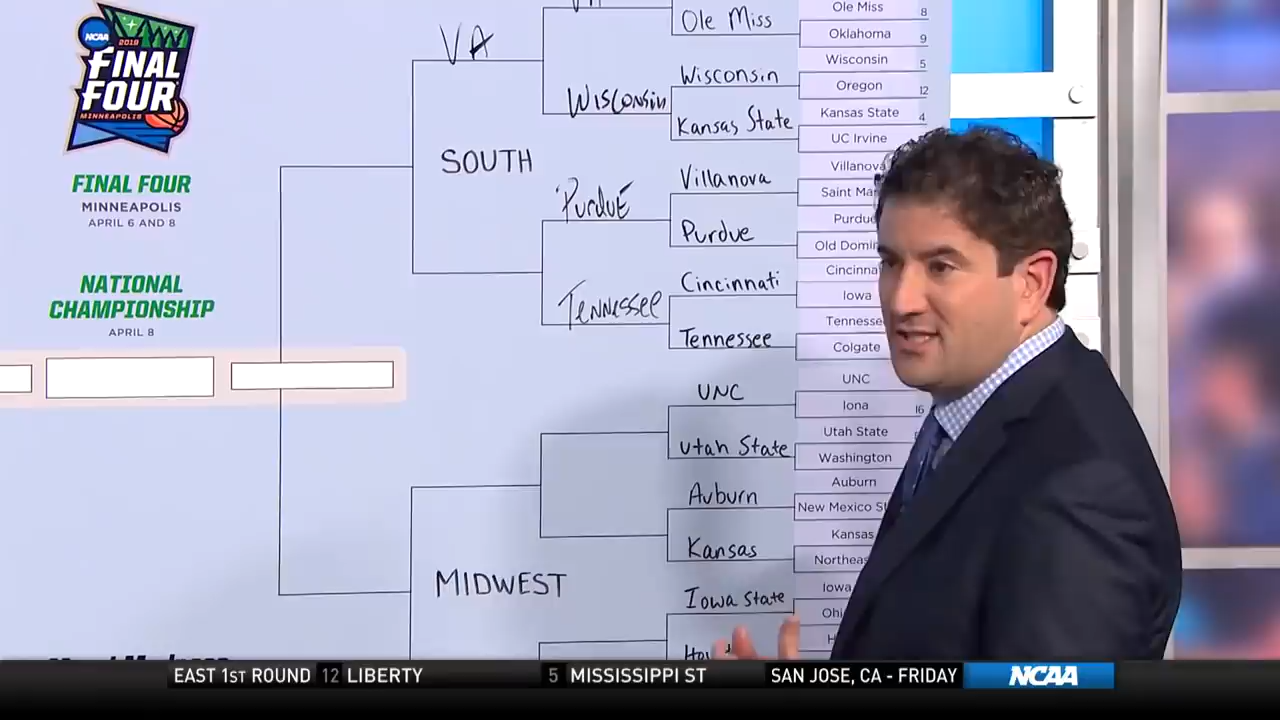 NCAA
2019
FINAL
FOUR
MINNEAPOLIS
FINAL FOUR
MINNEAPOLIS
APRIL 6 AND 8
NATIONAL
CHAMPIONSHIP
APRIL 8
VA
Wisconsin
SOUTH
Purdue
Tennessee
MIDWEST
Ole Miss
Wisconsin
Kansas State
Villanova
Purdue
Cincinnati
Tennessee
UNC
Utah State
Auburn
Kansas
Iowa State
Ole Miss 8
Oklahoma 9
Wisconsin 5
Oregon 12
Kansas State 4
UC Irvine
Villanova
Saint
Purdue
Old
Iowa
Colgate
UNC
Iona 16
Utah State
Washington
Auburn
New Mexico
Kansas
Iowa
EAST 1ST ROUND 12 LIBERTY 5 MISSISSIPPI ST SAN JOSE, CA - FRIDAY NCAA